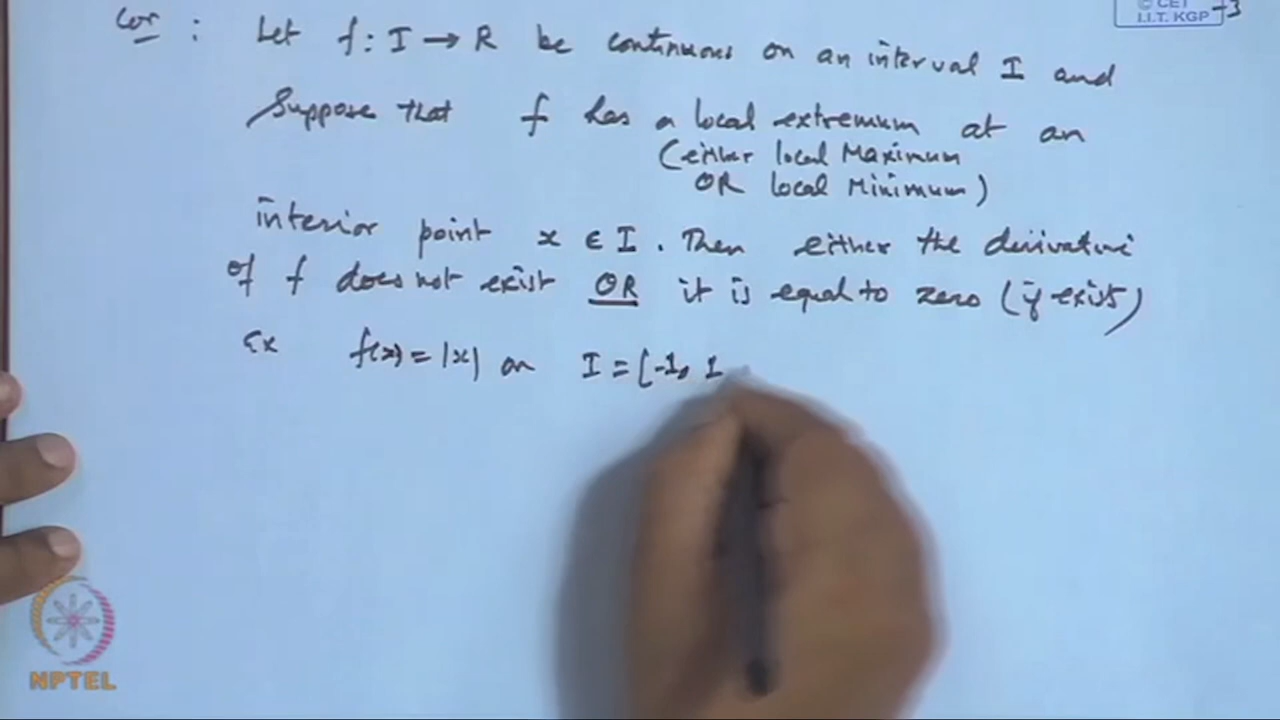 © CET
I.I.T. KGP
Cor : Let f : I → R be continuous on an interval I and
Suppose that f has a local extremum at an
(either local Maximum
OR local Minimum)
interior point x ∈ I. Then either the derivative
of f does not exist OR it is equal to zero (if exist)
Ex f(x) = |x| on I = [-1, 1
NPTEL